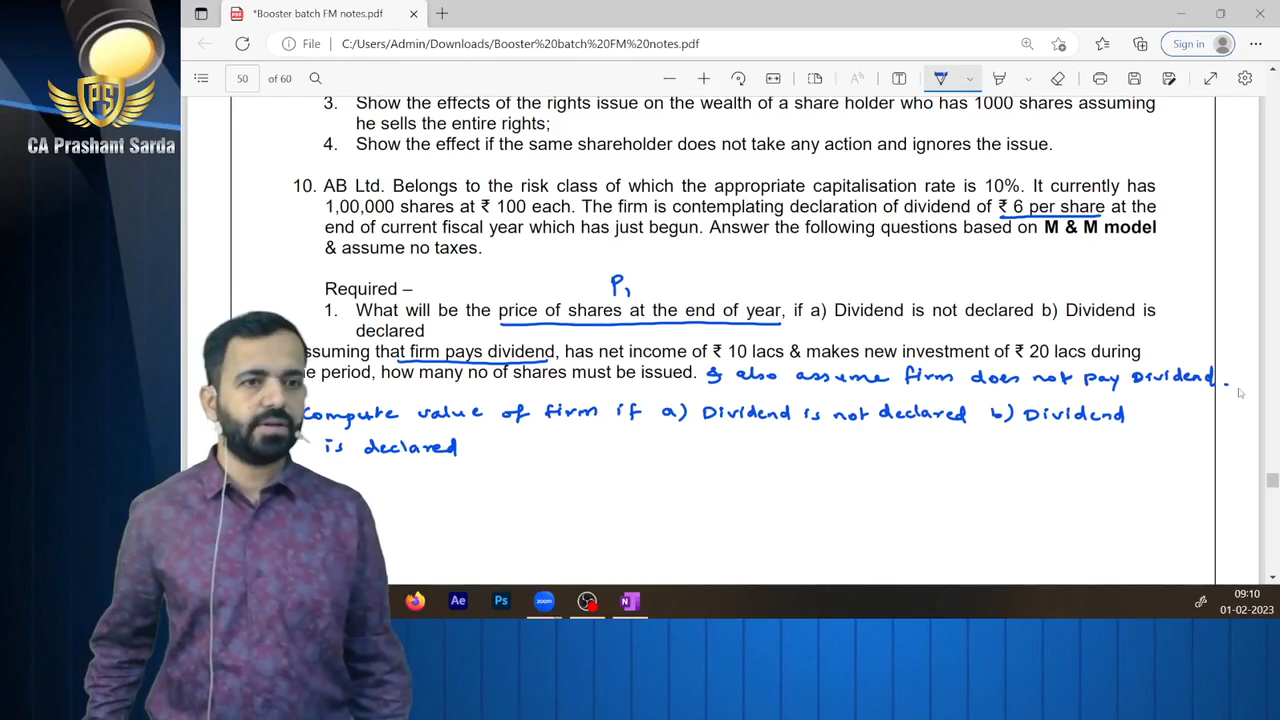 *Booster batch FM notes.pdf
File
C:/Users/Admin/Downloads/Booster%20batch%20FM%20notes.pdf
Sign in
50 of 60
PS
CA Prashant Sarda
3. Show the effects of the rights issue on the wealth of a share holder who has 1000 shares assuming
he sells the entire rights;
4. Show the effect if the same shareholder does not take any action and ignores the issue.
10. AB Ltd. Belongs to the risk class of which the appropriate capitalisation rate is 10%. It currently has
1,00,000 shares at ₹ 100 each. The firm is contemplating declaration of dividend of ₹ 6 per share at the
end of current fiscal year which has just begun. Answer the following questions based on M & M model
& assume no taxes.
Required –
P₁
1. What will be the price of shares at the end of year, if a) Dividend is not declared b) Dividend is
declared
ssuming that firm pays dividend, has net income of ₹ 10 lacs & makes new investment of ₹ 20 lacs during
e period, how many no of shares must be issued. & also assume firm does not pay Dividend.
compute value of firm if a) Dividend is not declared b) Dividend
is declared
Ae
Ps
zoom
N
09:10
01-02-2023